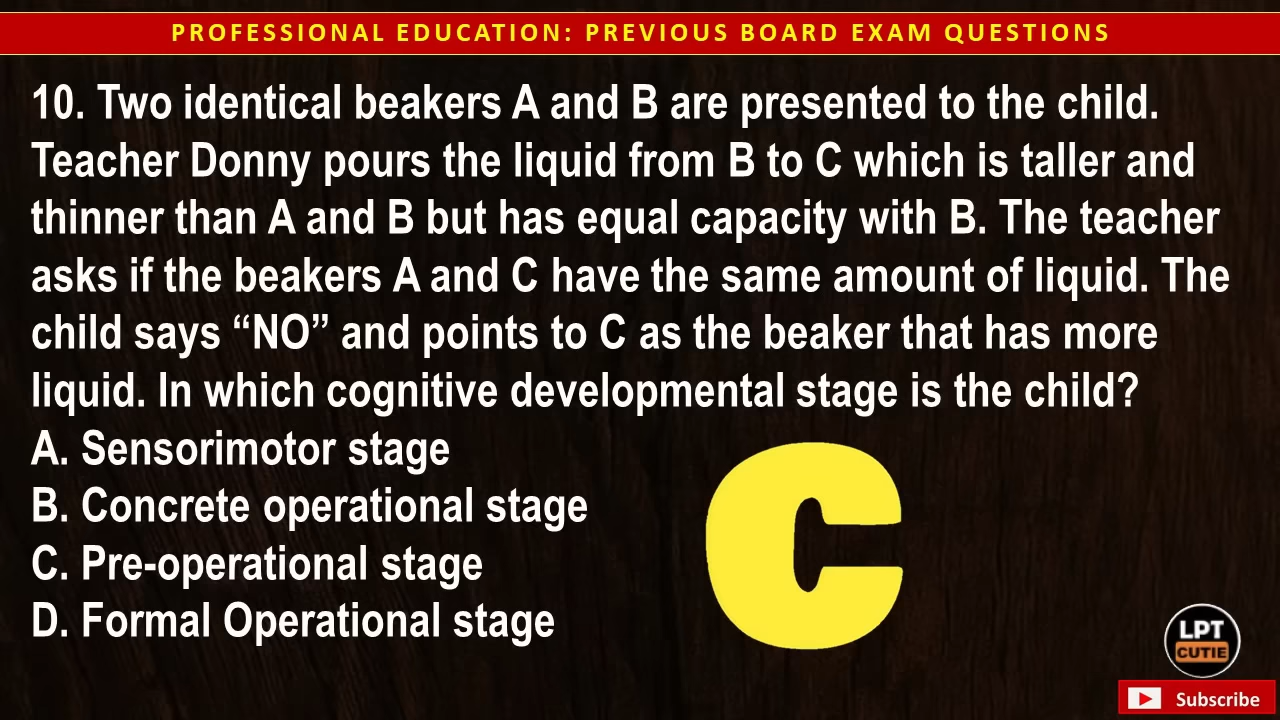 PROFESSIONAL EDUCATION: PREVIOUS BOARD EXAM QUESTIONS
10. Two identical beakers A and B are presented to the child.
Teacher Donny pours the liquid from B to C which is taller and
thinner than A and B but has equal capacity with B. The teacher
asks if the beakers A and C have the same amount of liquid. The
child says “NO” and points to C as the beaker that has more
liquid. In which cognitive developmental stage is the child?
A. Sensorimotor stage
B. Concrete operational stage
C. Pre-operational stage
D. Formal Operational stage
C
LPT
CUTIE
Subscribe